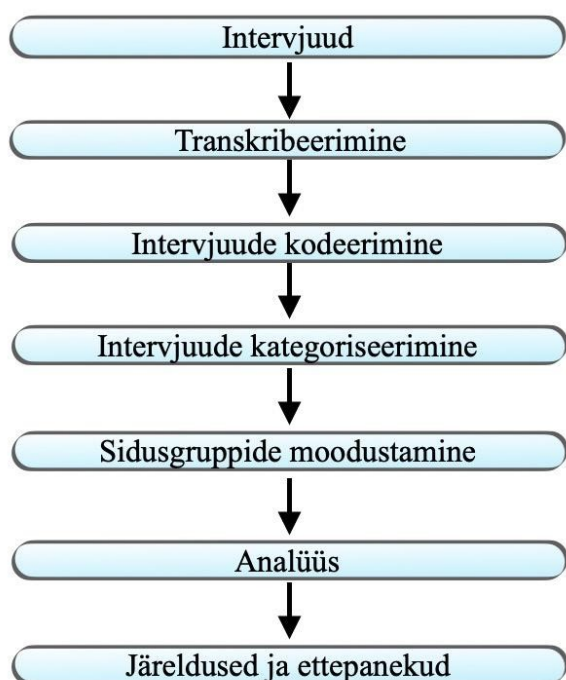 Intervjuud
Transkribeerimine
Intervjuude kodeerimine
Intervjuude kategoriseerimine
Sidusgruppide moodustamine
Analüüs
Järeldused ja ettepanekud